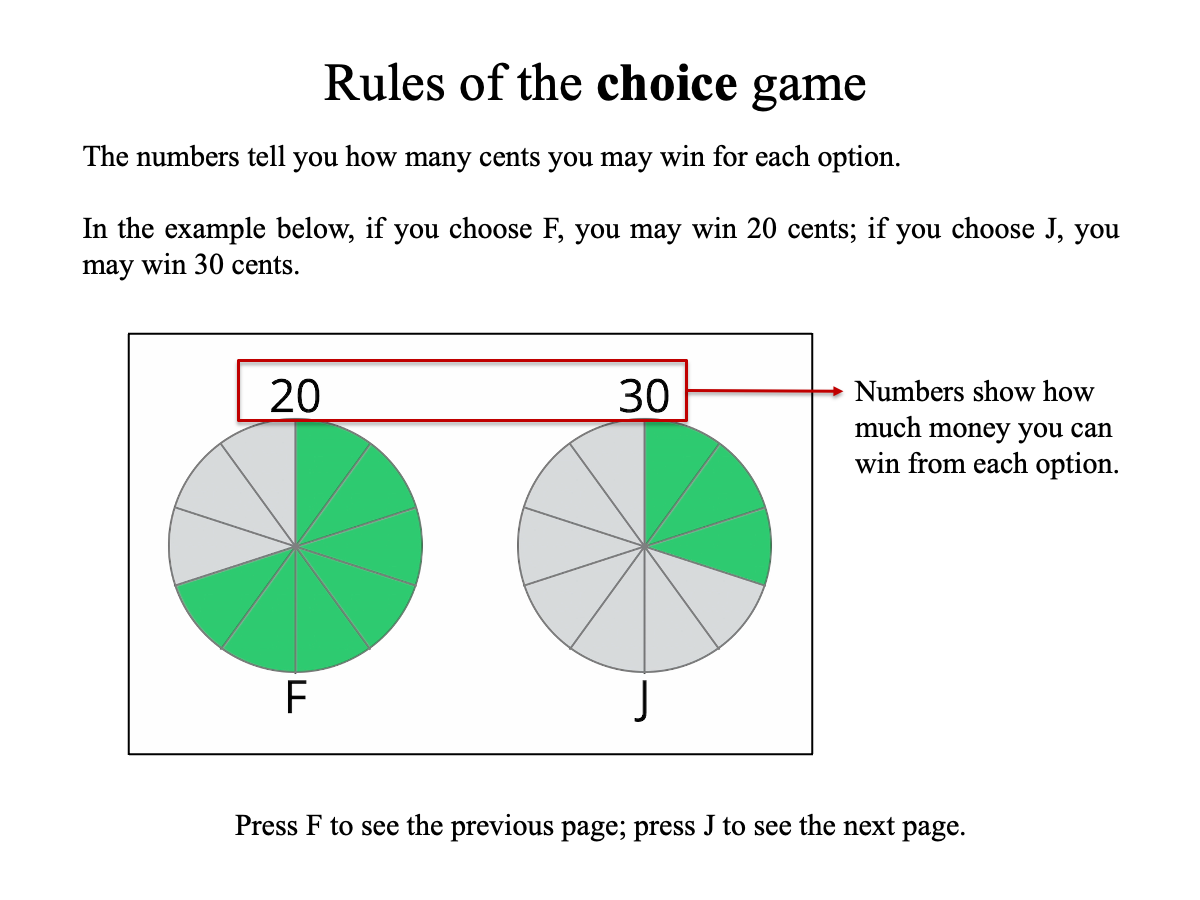 Rules of the choice game
The numbers tell you how many cents you may win for each option.
In the example below, if you choose F, you may win 20 cents; if you choose J, you
may win 30 cents.
20 30
Numbers show how
much money you can
win from each option.
F J
Press F to see the previous page; press J to see the next page.